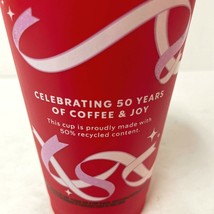 CELEBRATING 50 YEARS
OF COFFEE & JOY
This cup is proudly made with
50% recycled content.